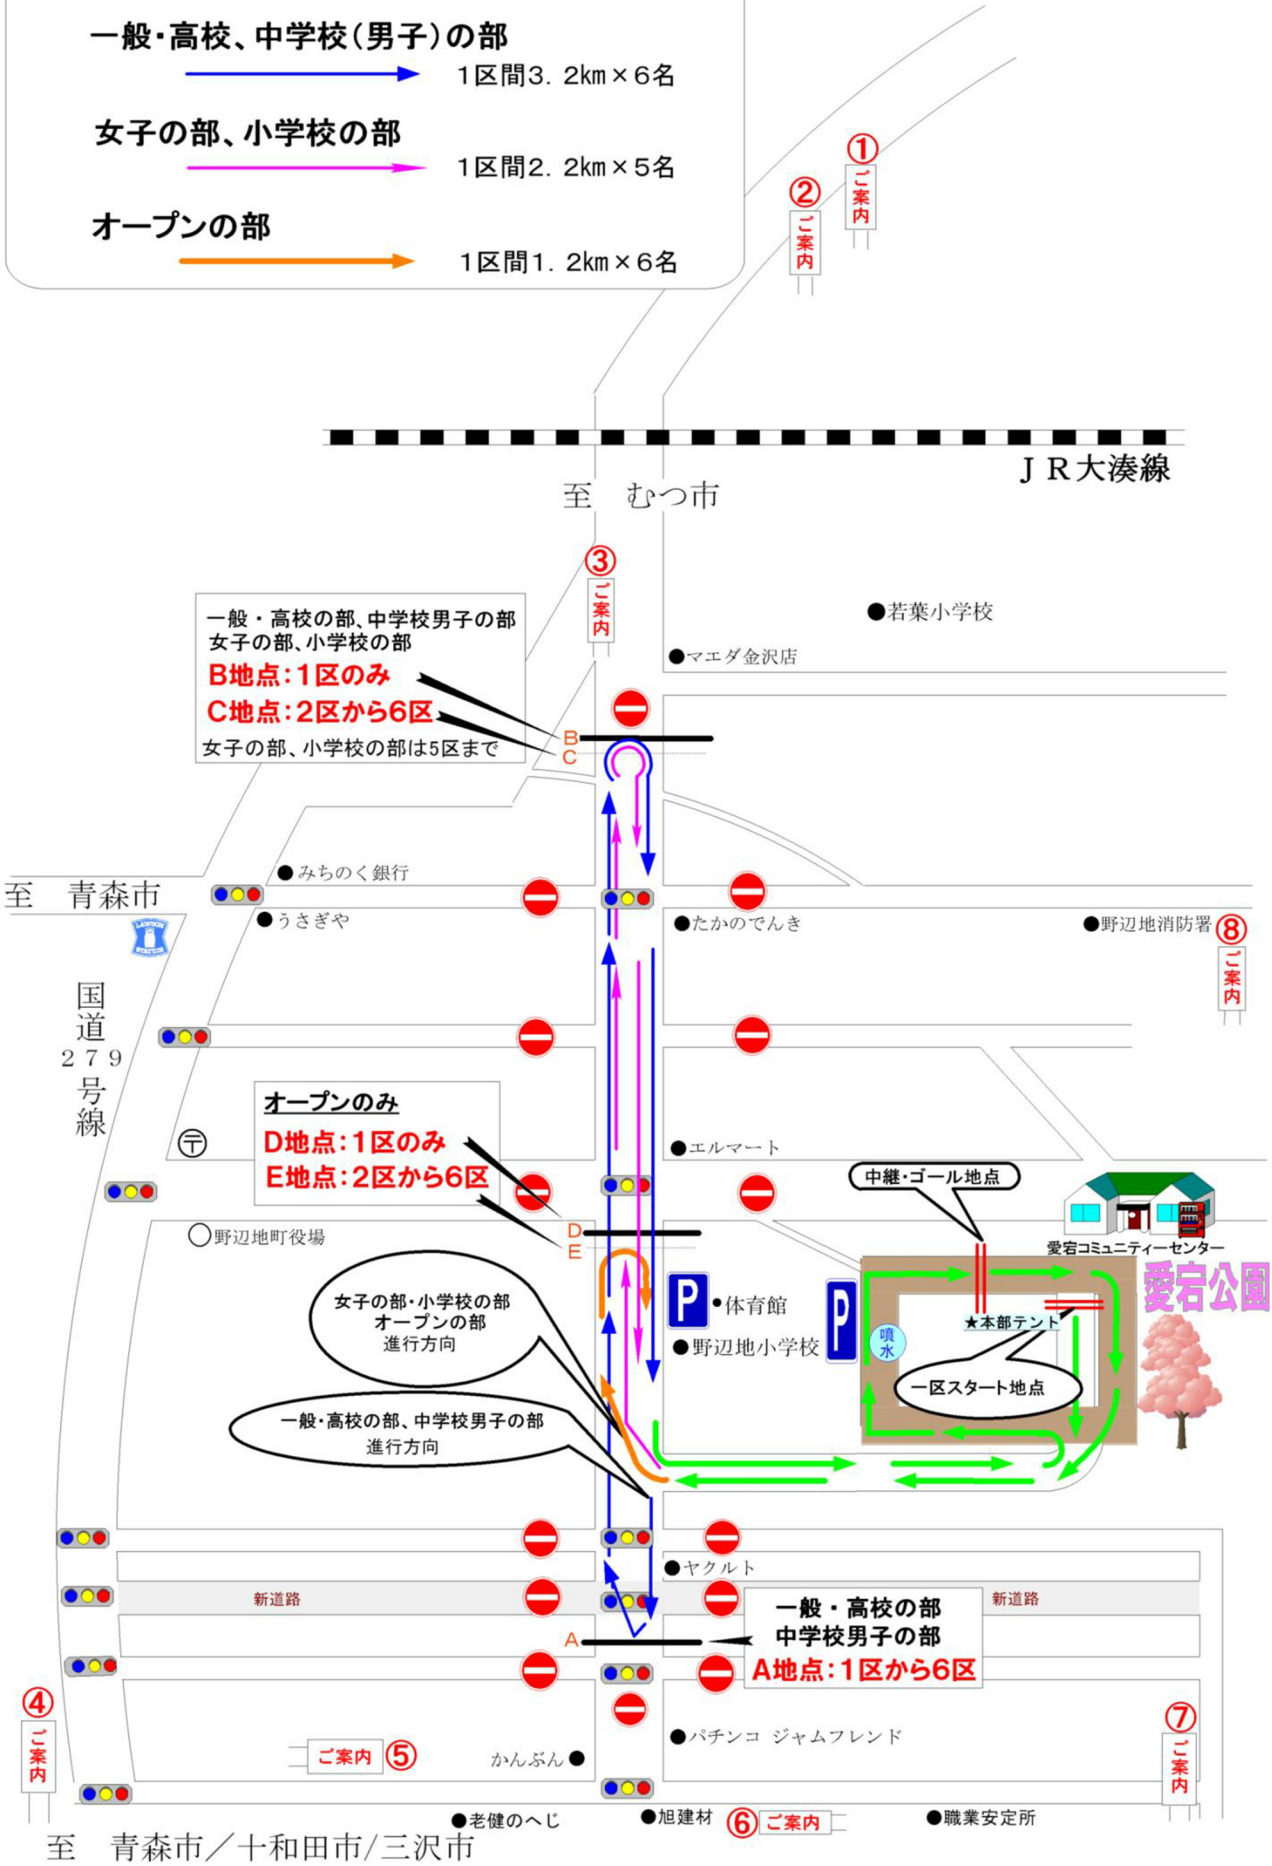 一般・高校、中学校(男子)の部
1区間3．2km×6名
女子の部、小学校の部
1区間2．2km×5名
オープンの部
1区間1．2km×6名
①
ご案内
②
ご案内
ＪＲ大湊線
至　むつ市
③
ご案内
●若葉小学校
●マエダ金沢店
一般・高校の部、中学校男子の部
女子の部、小学校の部
B地点：1区のみ
C地点：2区から6区
女子の部、小学校の部は5区まで
B
C
●みちのく銀行
至　青森市
●うさぎや
●たかのでんき
●野辺地消防署
⑧
ご案内
LAWSON
STATION
国道279号線
オープンのみ
D地点：1区のみ
E地点：2区から6区
〒
●エルマート
中継・ゴール地点
D
E
○野辺地町役場
愛宕コミュニティーセンター
愛宕公園
P
●体育館
P
★本部テント
噴水
●野辺地小学校
一区スタート地点
女子の部・小学校の部
オープンの部
進行方向
一般・高校の部、中学校男子の部
進行方向
●ヤクルト
新道路
新道路
A
一般・高校の部
中学校男子の部
A地点：1区から6区
④
ご案内
ご案内
⑤
かんぶん●
●パチンコ ジャムフレンド
⑦
ご案内
●老健のへじ
●旭建材
⑥
ご案内
●職業安定所
至　青森市／十和田市/三沢市